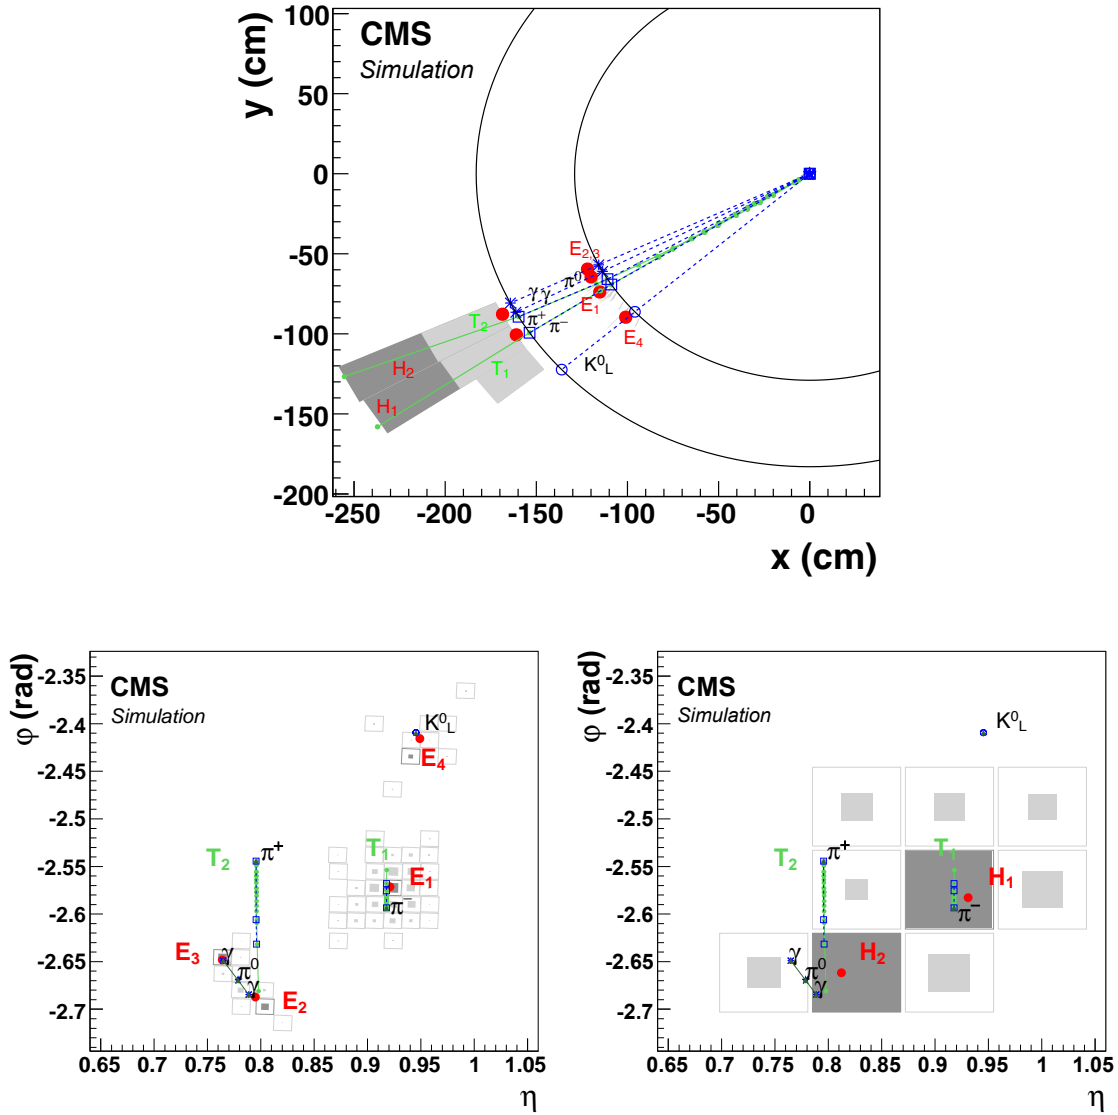 CMS
Simulation
y (cm)
100
50
0
-50
-100
-150
-200
E2,3
π0
γ γ
E1
π+ π−
T2
E4
K0L
T1
H2
H1
-250 -200 -150 -100 -50 0
x (cm)
φ (rad)
CMS
Simulation
-2.35
-2.4
-2.45
-2.5
-2.55
-2.6
-2.65
-2.7
K0L
E4
T2
π+
T1
E1
π−
E3
γ
π0
γ
E2
0.65 0.7 0.75 0.8 0.85 0.9 0.95 1 1.05
η
φ (rad)
CMS
Simulation
-2.35
-2.4
-2.45
-2.5
-2.55
-2.6
-2.65
-2.7
K0L
T2
π+
T1
H1
π−
γ
π0
γ
H2
0.65 0.7 0.75 0.8 0.85 0.9 0.95 1 1.05
η